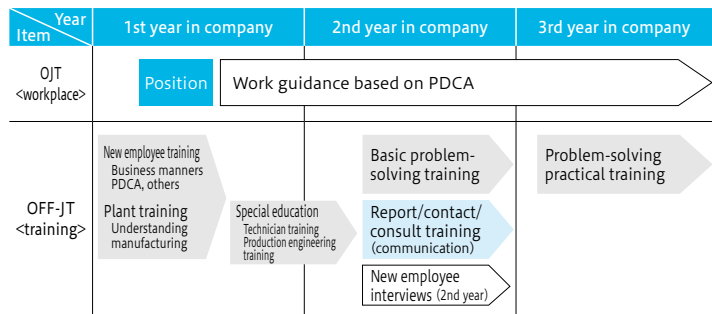 Year
Item
1st year in company
2nd year in company
3rd year in company
OJT
<workplace>
Position
Work guidance based on PDCA
OFF-JT
<training>
New employee training
Business manners
PDCA, others
Plant training
Understanding
manufacturing
Special education
Technician training
Production engineering
training
Basic problem-
solving training
Report/contact/
consult training
(communication)
New employee
interviews (2nd year)
Problem-solving
practical training